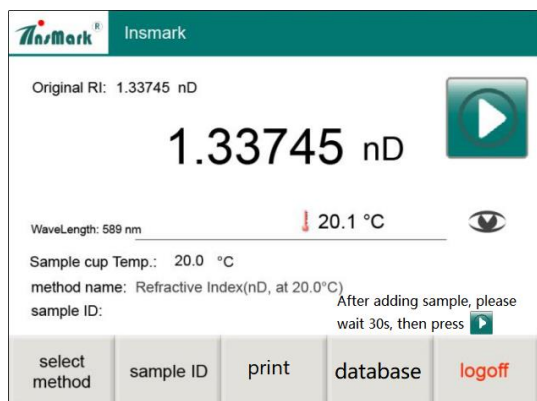 InsMark®
Insmark
Original RI: 1.33745 nD
1.33745 nD
WaveLength: 589 nm
20.1 °C
Sample cup Temp.: 20.0 °C
method name: Refractive Index(nD, at 20.0°C)
sample ID:
After adding sample, please
wait 30s, then press
select
method
sample ID
print
database
logoff